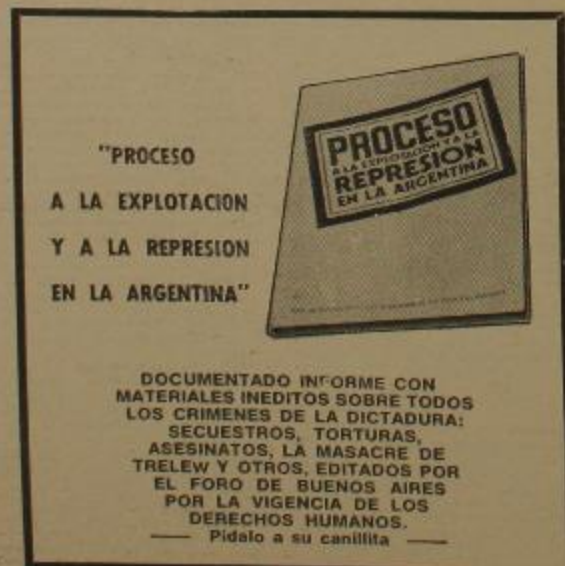 "PROCESO
A LA EXPLOTACION
Y A LA REPRESION
EN LA ARGENTINA"
PROCESO
A LA EXPLOTACION Y A LA
REPRESION
EN LA ARGENTINA
DOCUMENTADO INFORME CON
MATERIALES INEDITOS SOBRE TODOS
LOS CRIMENES DE LA DICTADURA:
SECUESTROS, TORTURAS,
ASESINATOS, LA MASACRE DE
TRELEW Y OTROS, EDITADOS POR
EL FORO DE BUENOS AIRES
POR LA VIGENCIA DE LOS
DERECHOS HUMANOS.
Pidalo a su canillita